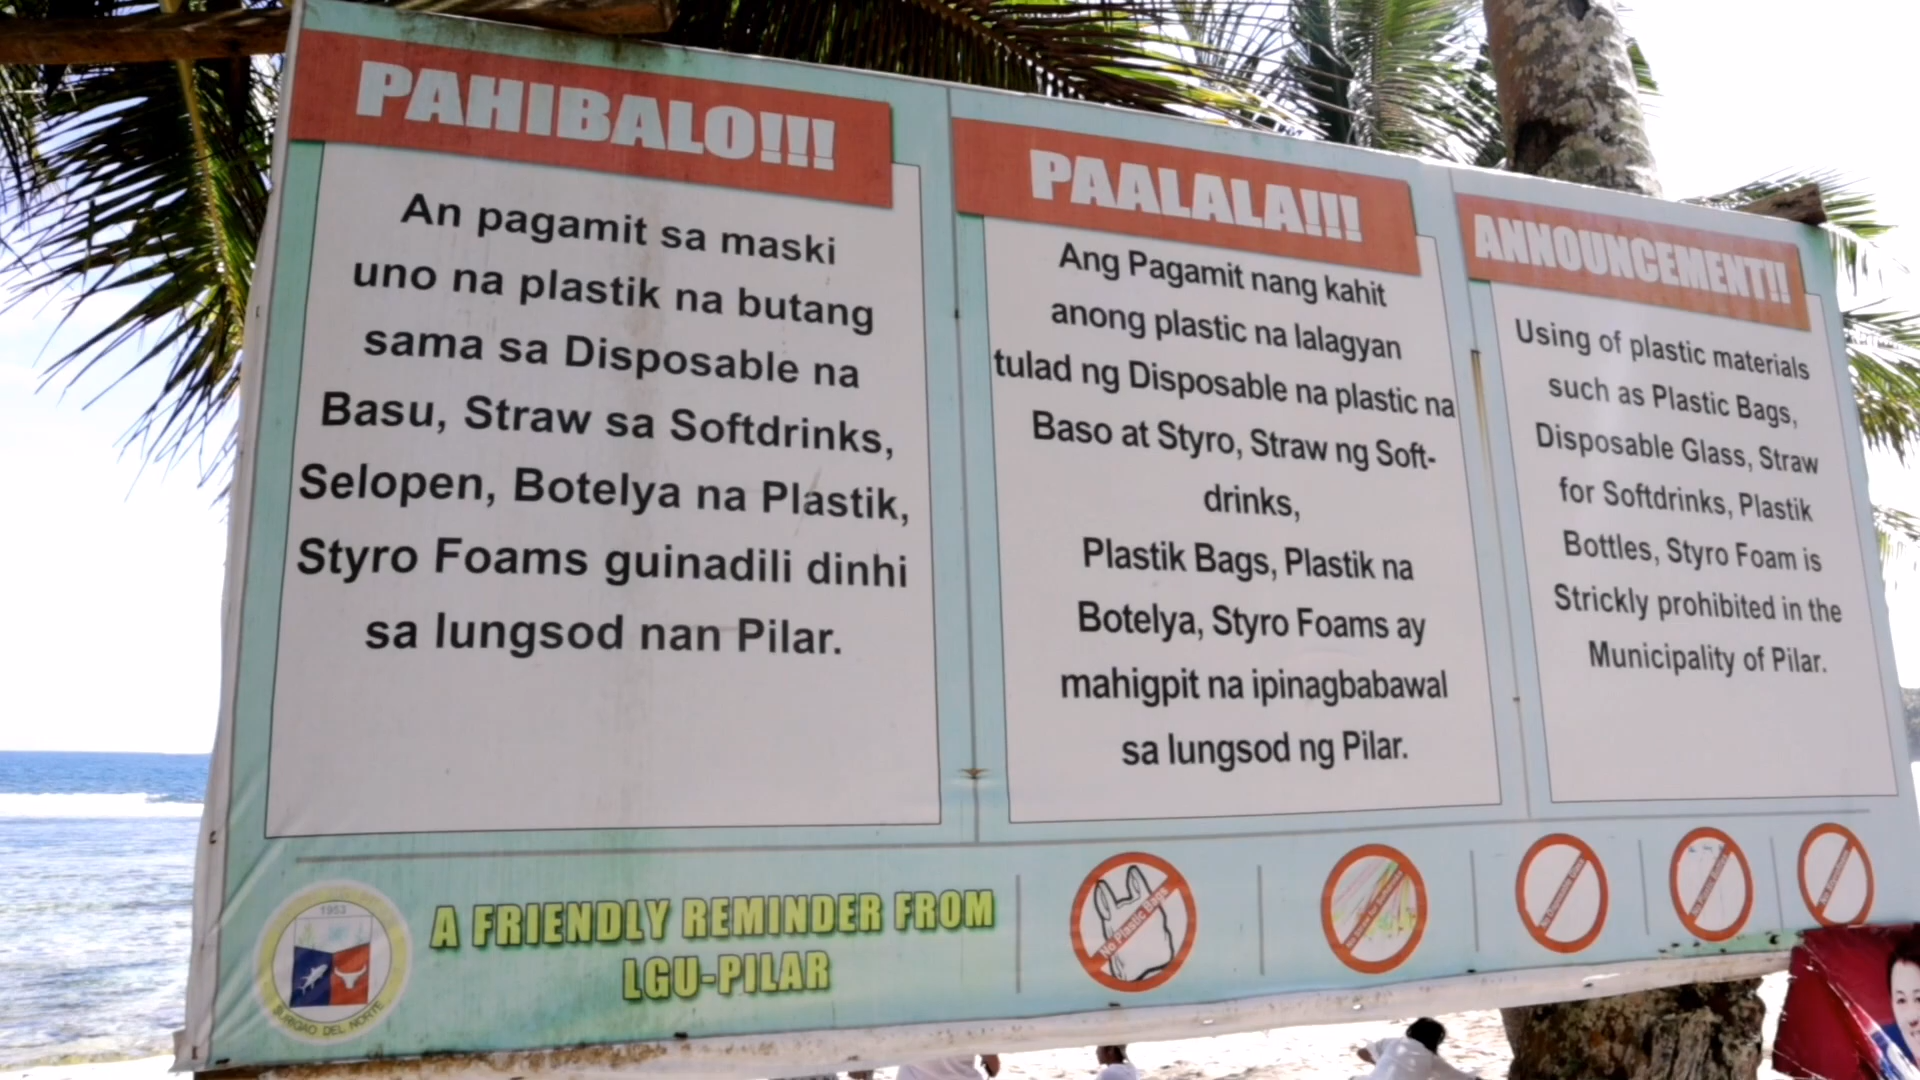 PAHIBALO!!!
An pagamit sa maski
uno na plastik na butang
sama sa Disposable na
Basu, Straw sa Softdrinks,
Selopen, Botelya na Plastik,
Styro Foams guinadili dinhi
sa lungsod nan Pilar.
PAALALA!!!
Ang Pagamit nang kahit
anong plastic na lalagyan
tulad ng Disposable na plastic na
Baso at Styro, Straw ng Soft-
drinks,
Plastik Bags, Plastik na
Botelya, Styro Foams ay
mahigpit na ipinagbabawal
sa lungsod ng Pilar.
ANNOUNCEMENT!!
Using of plastic materials
such as Plastic Bags,
Disposable Glass, Straw
for Softdrinks, Plastik
Bottles, Styro Foam is
Strickly prohibited in the
Municipality of Pilar.
1953
SURIGAO DEL NORTE
A FRIENDLY REMINDER FROM
LGU-PILAR
No Plastic Bags